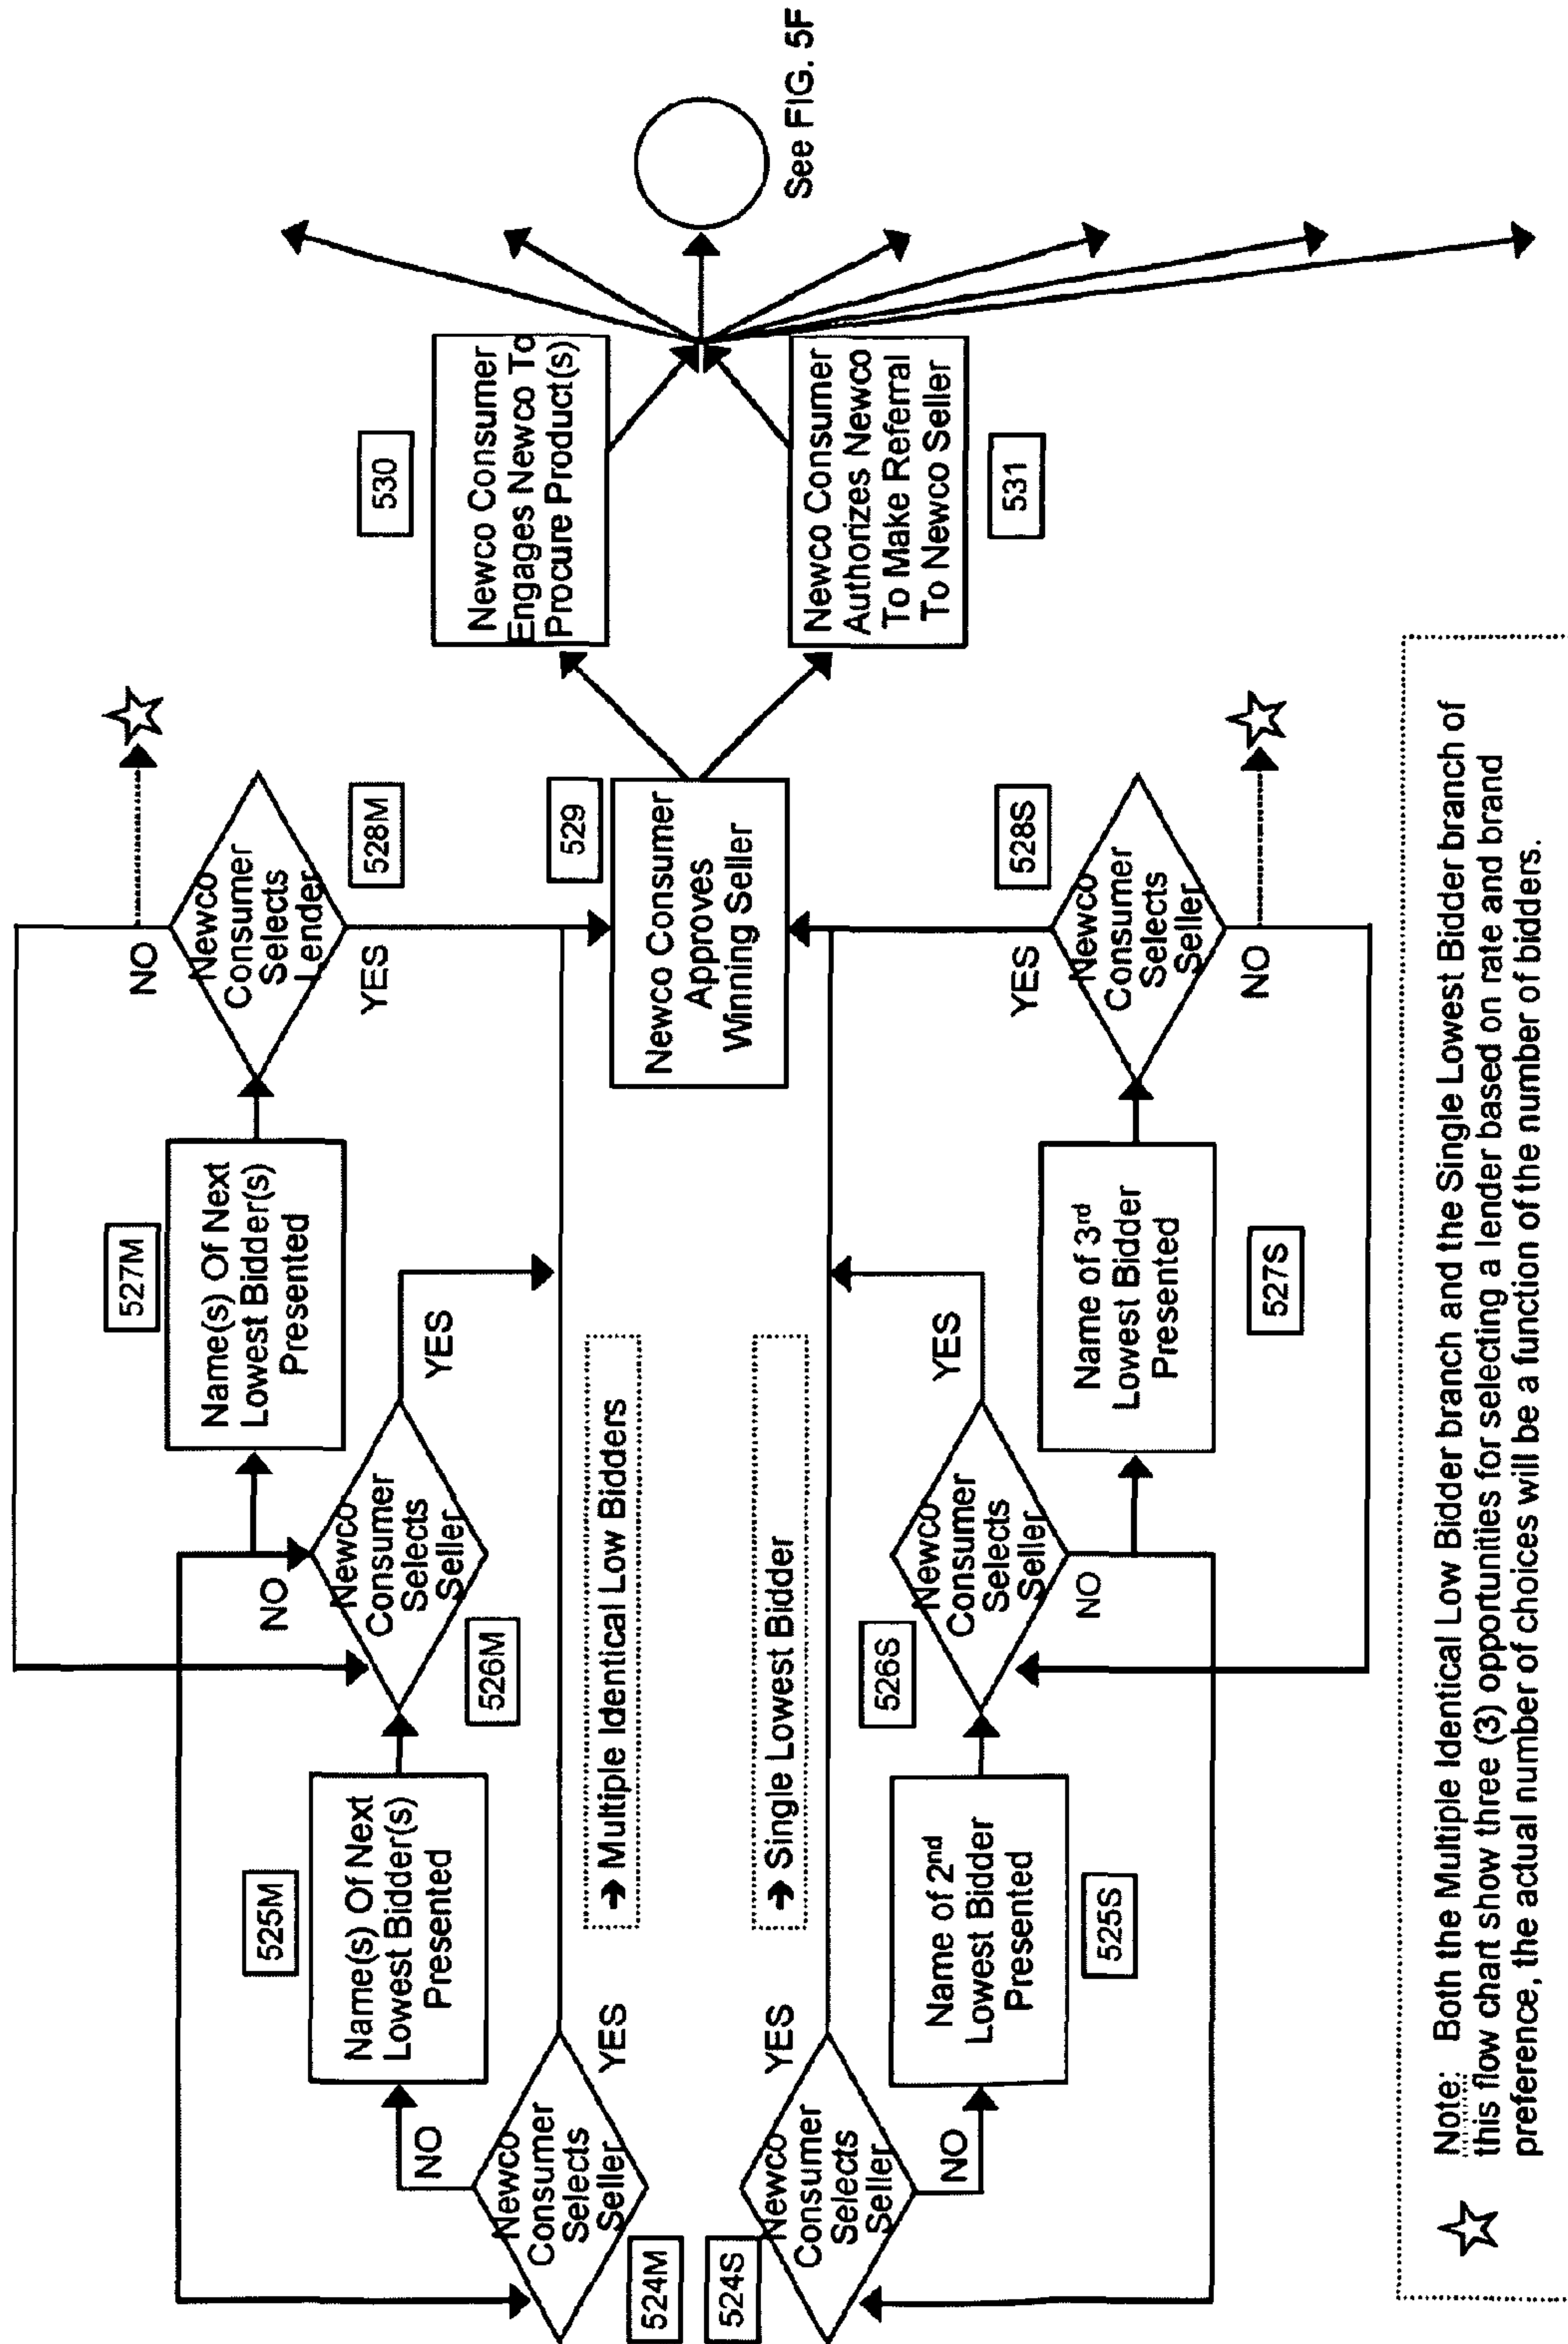 NO
Newco
Consumer
Selects
Lender
528M
YES
527M
Name(s) Of Next
Lowest Bidder(s)
Presented
NO
Newco
Consumer
Selects
Seller
526M
YES
525M
Name(s) Of Next
Lowest Bidder(s)
Presented
NO
Newco
Consumer
Selects
Seller
524M
YES
→ Multiple Identical Low Bidders
529
Newco Consumer
Approves
Winning Seller
530
Newco Consumer
Engages Newco To
Procure Product(s)
Newco Consumer
Authorizes Newco
To Make Referral
To Newco Seller
531
See FIG. 5F
→ Single Lowest Bidder
524S
Newco
Consumer
Selects
Seller
YES
NO
Name of 2nd
Lowest Bidder
Presented
525S
526S
Newco
Consumer
Selects
Seller
YES
NO
Name of 3rd
Lowest Bidder
Presented
527S
528S
YES
Newco
Consumer
Selects
Seller
NO
☆ Note: Both the Multiple Identical Low Bidder branch and the Single Lowest Bidder branch of
this flow chart show three (3) opportunities for selecting a lender based on rate and brand
preference, the actual number of choices will be a function of the number of bidders.